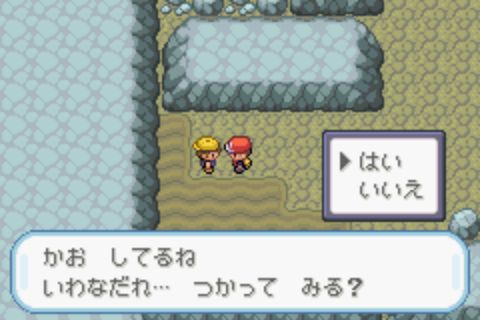 はい
いいえ
かお　してるね
いわなだれ…　つかって　みる?